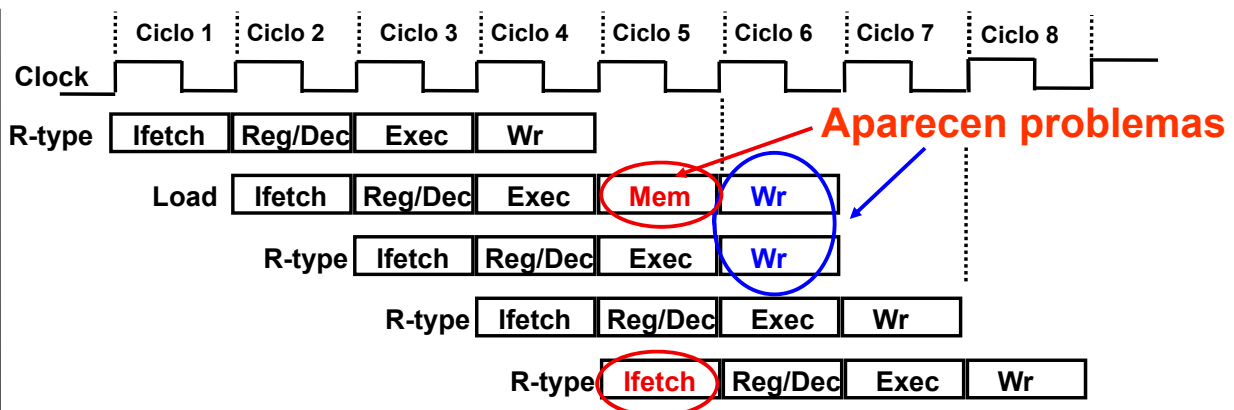 Ciclo 1 Ciclo 2 Ciclo 3 Ciclo 4 Ciclo 5 Ciclo 6 Ciclo 7 Ciclo 8
Clock
Aparecen problemas
R-type Ifetch Reg/Dec Exec Wr
Load Ifetch Reg/Dec Exec Mem Wr
R-type Ifetch Reg/Dec Exec Wr
R-type Ifetch Reg/Dec Exec Wr
R-type Ifetch Reg/Dec Exec Wr